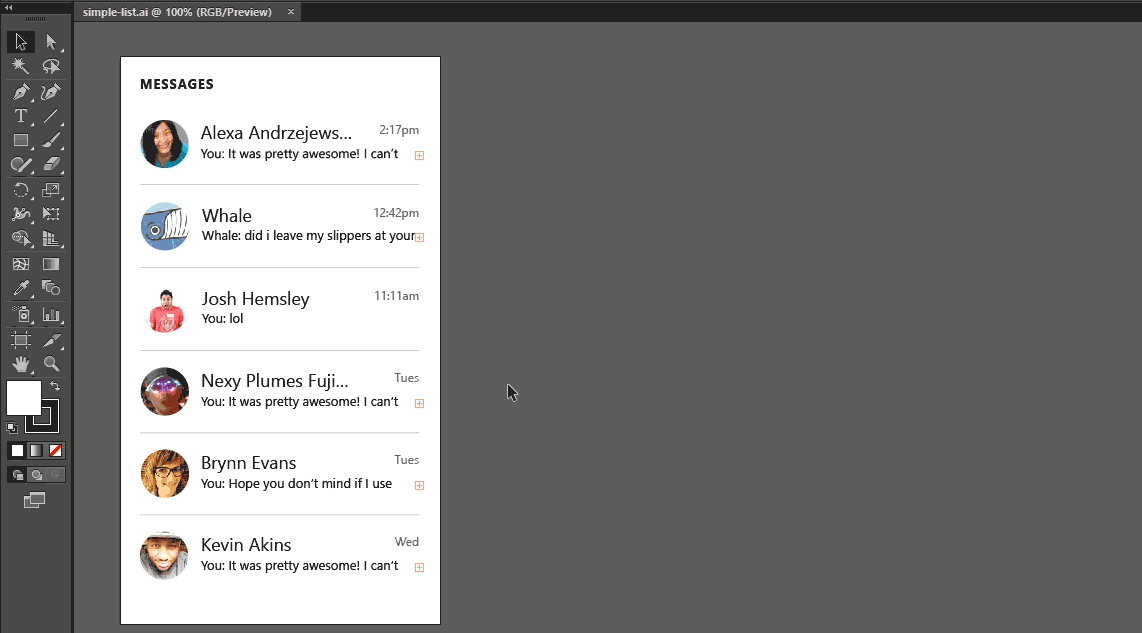 simple-list.ai @ 100% (RGB/Preview)
MESSAGES
Alexa Andrzejews... 2:17pm
You: It was pretty awesome! I can't
Whale 12:42pm
Whale: did i leave my slippers at your
Josh Hemsley 11:11am
You: lol
Nexy Plumes Fuji... Tues
You: It was pretty awesome! I can't
Brynn Evans Tues
You: Hope you don't mind if I use
Kevin Akins Wed
You: It was pretty awesome! I can't